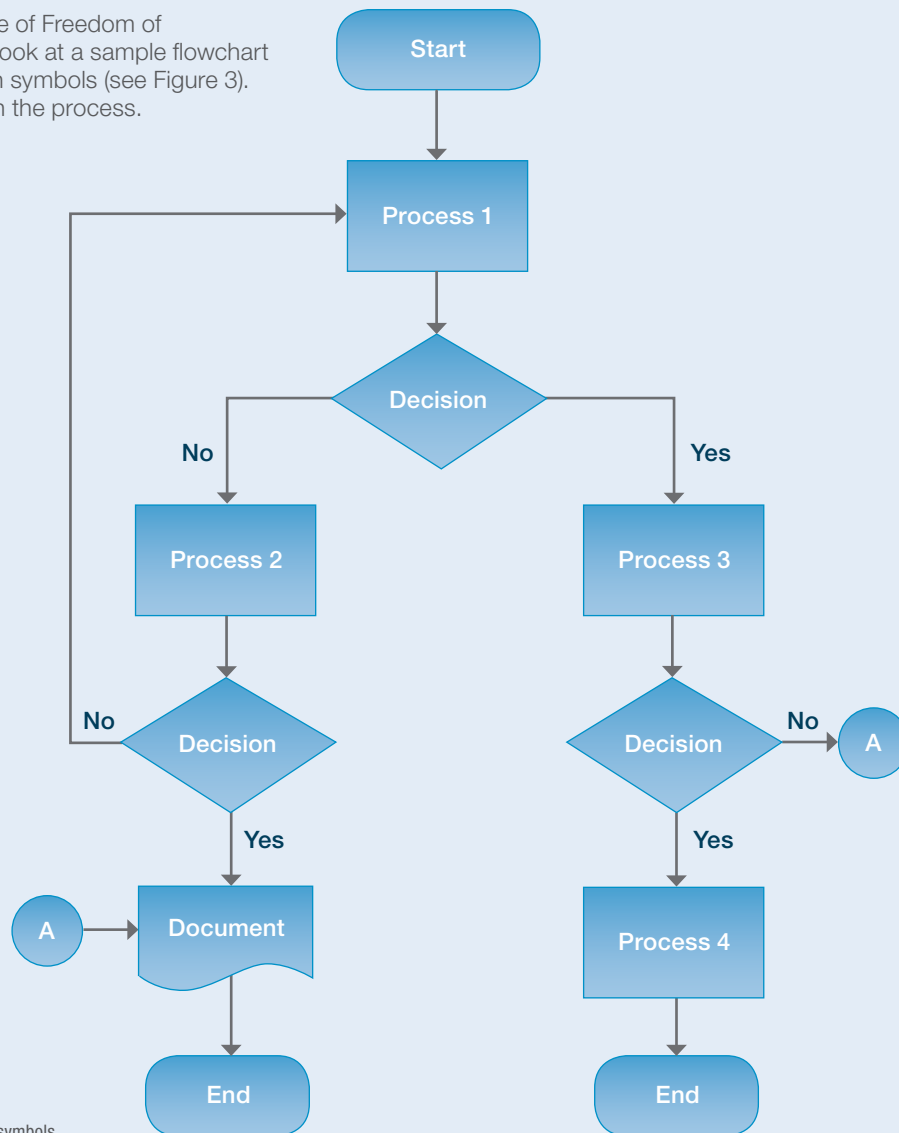 e of Freedom of
ook at a sample flowchart
n symbols (see Figure 3).
n the process.
Start
Process 1
Decision
No
Yes
Process 2
Process 3
No
Decision
Decision
No
A
Yes
Yes
A
Document
Process 4
End
End
symbols